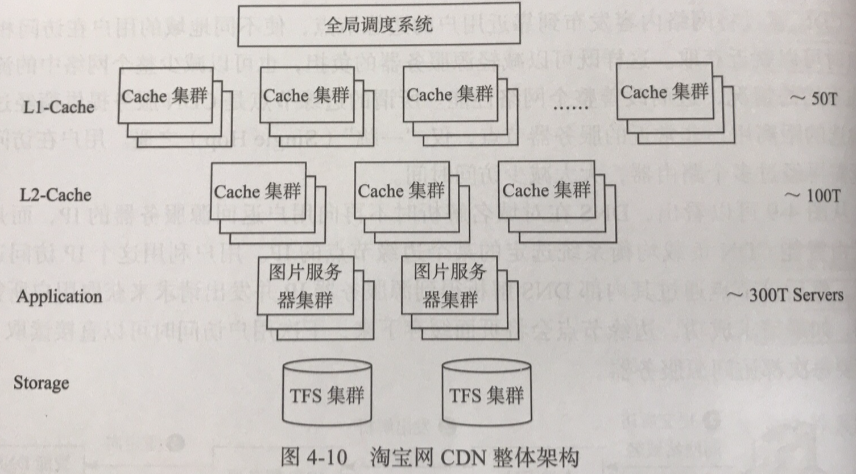 全局调度系统
L1-Cache Cache 集群 Cache 集群 Cache 集群 …… Cache 集群 ～50T
L2-Cache Cache 集群 Cache 集群 Cache 集群 ～100T
Application 图片服务器集群 图片服务器集群 ～300T Servers
Storage TFS 集群 TFS 集群
图 4-10 淘宝网 CDN 整体架构